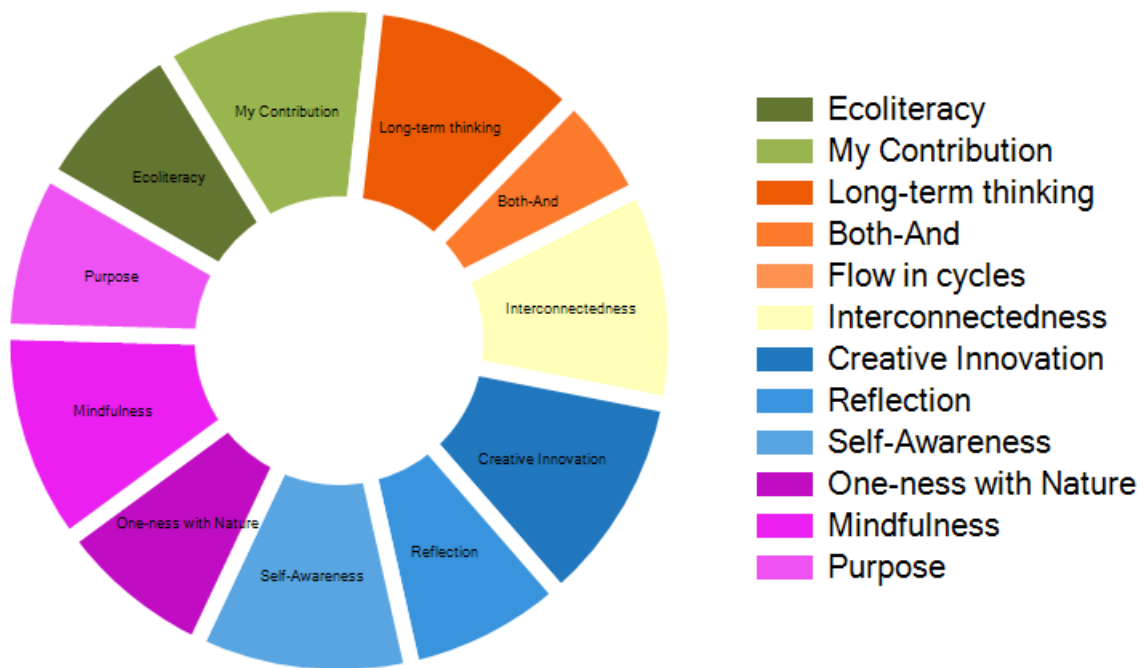 My Contribution
Long-term thinking
Ecoliteracy
Both-And
Purpose
Interconnectedness
Mindfulness
Creative Innovation
One-ness with Nature
Reflection
Self-Awareness
Ecoliteracy
My Contribution
Long-term thinking
Both-And
Flow in cycles
Interconnectedness
Creative Innovation
Reflection
Self-Awareness
One-ness with Nature
Mindfulness
Purpose